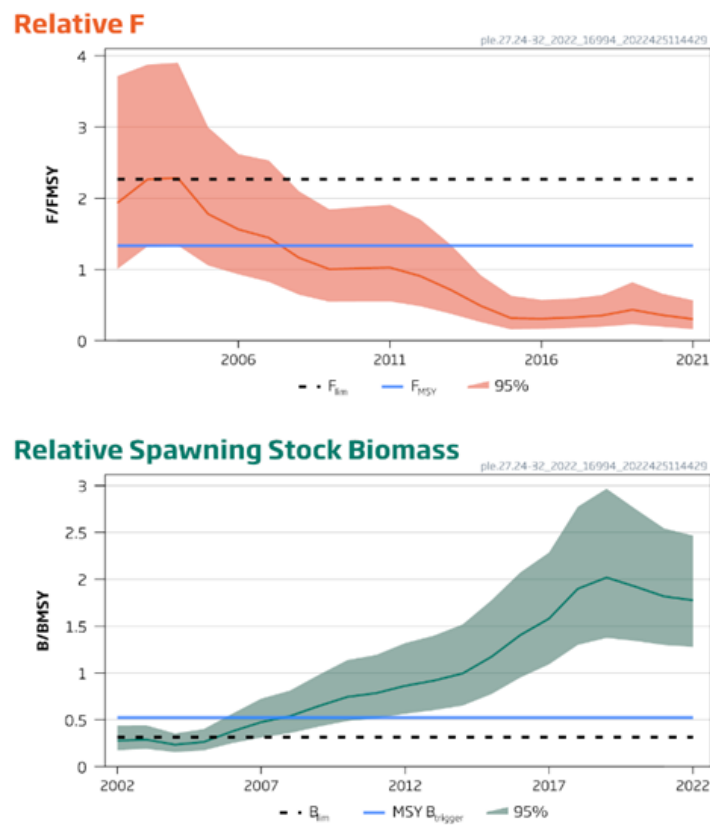 Relative F
ple.27.24-32_2022_16994_2022425114429
4
3
2
1
0
F/FMSY
2006 2011 2016 2021
Flim FMSY 95%
Relative Spawning Stock Biomass
ple.27.24-32_2022_16994_2022425114429
3
2.5
2
1.5
1
0.5
0
B/BMSY
2002 2007 2012 2017 2022
Blim MSY Btrigger 95%